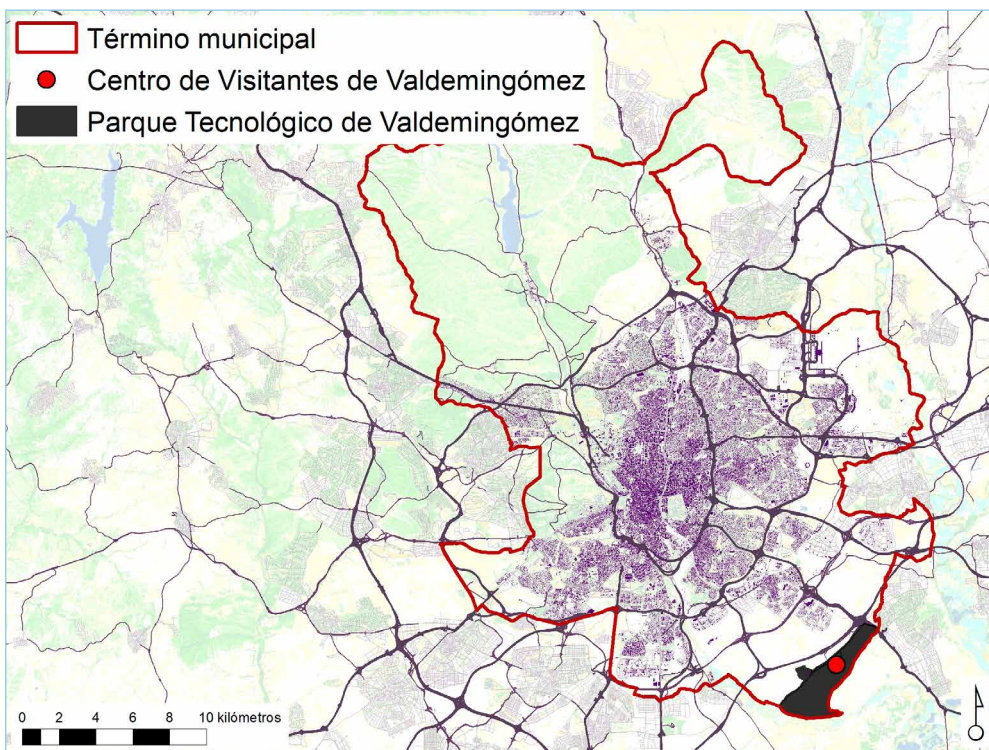 Término municipal
Centro de Visitantes de Valdemingómez
Parque Tecnológico de Valdemingómez
0 2 4 6 8 10 kilómetros